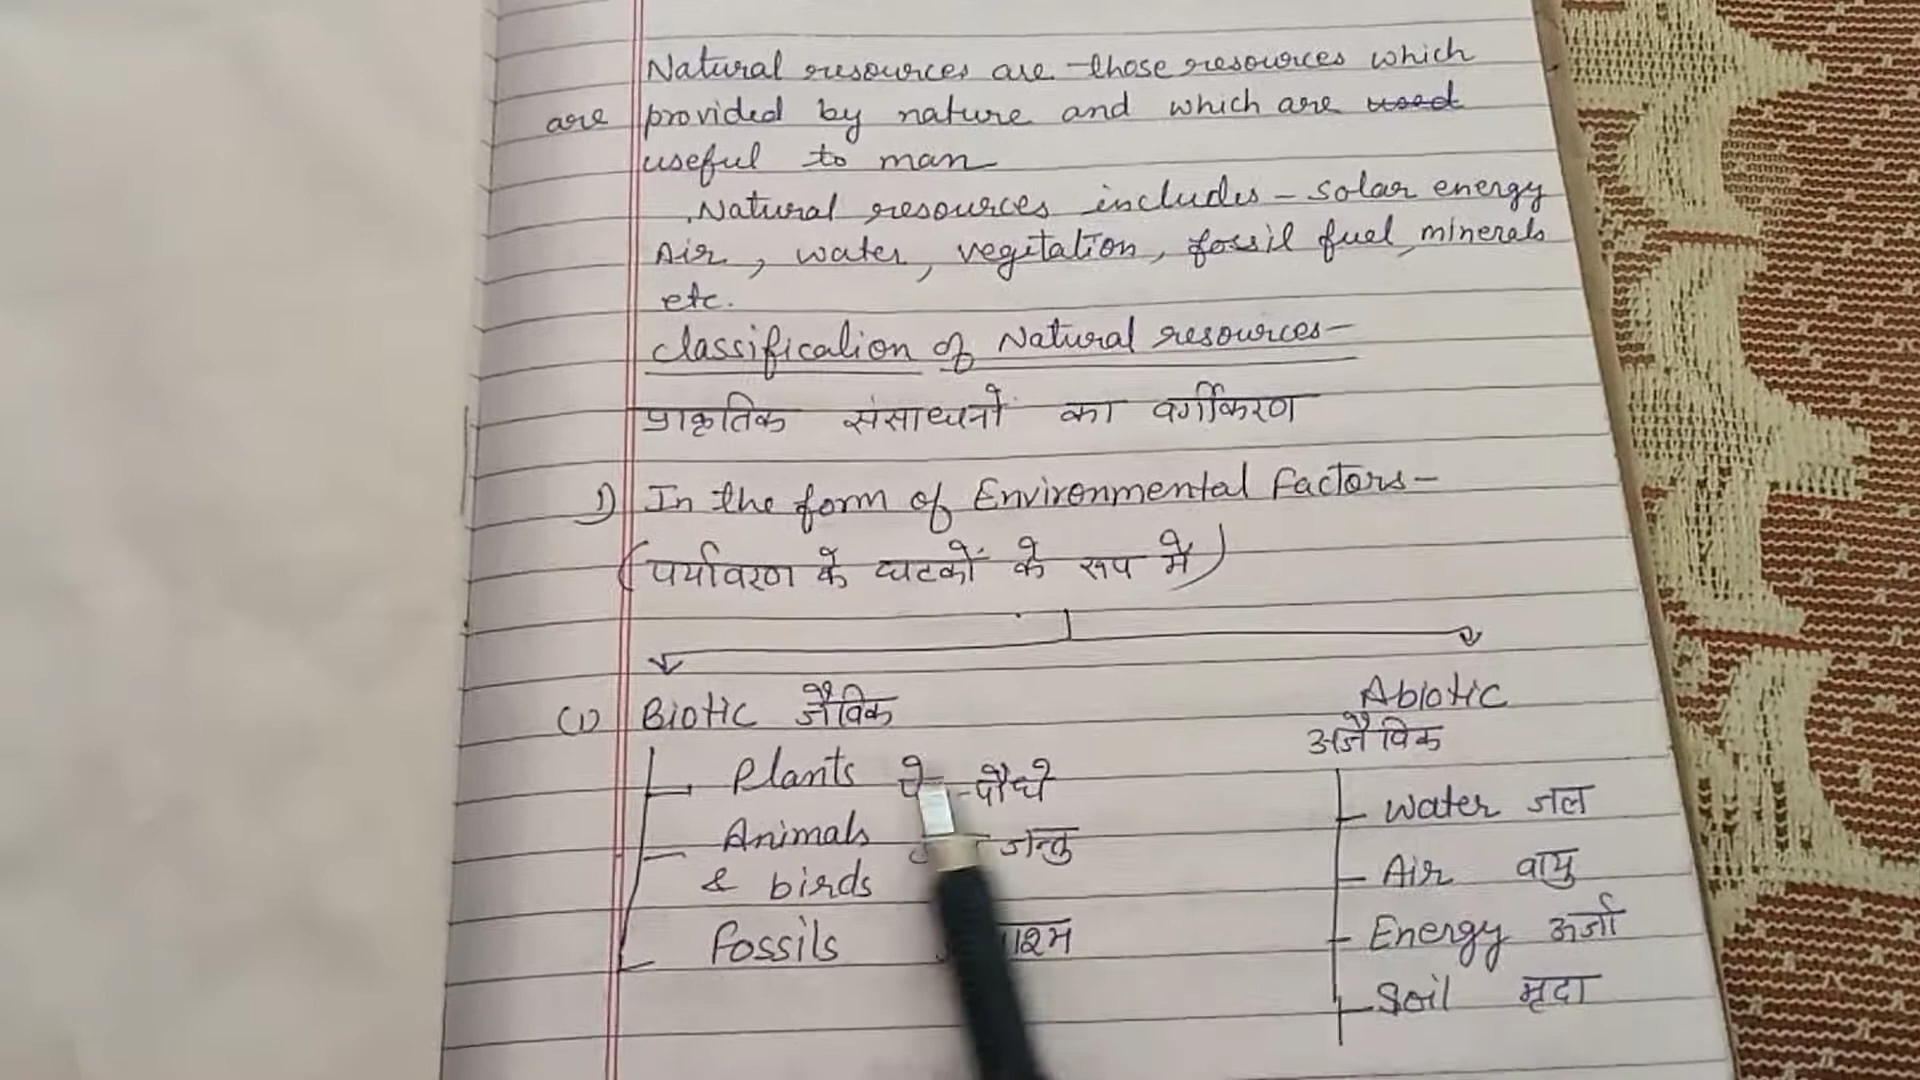 Natural resources are those resources which
are provided by nature and which are used
useful to man
Natural resources includes - solar energy
Air, water, vegetation, fossil fuel, minerals
etc.
classification of Natural resources-
प्राकृतिक संसाधनों का वर्गीकरण
1) In the form of Environmental factors-
(पर्यावरण के घटकों के रूप में)
(1) Biotic जैविक
Abiotic
अजैविक
Plants -पौधे
Animals जन्तु
& birds
Fossils
Water जल
Air वायु
Energy ऊर्जा
Soil मृदा